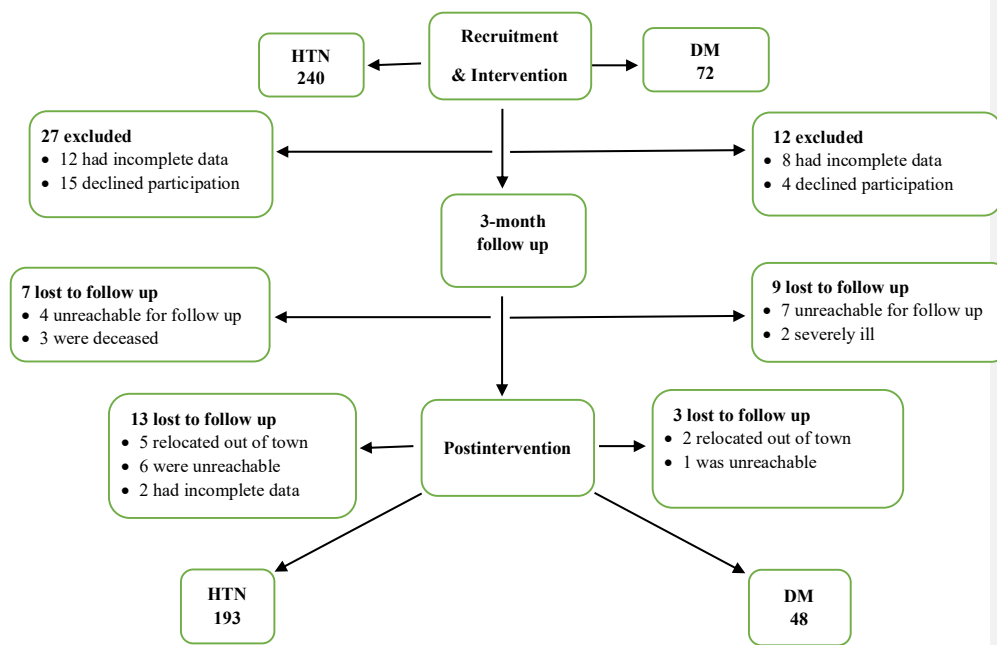 HTN
240
Recruitment
& Intervention
DM
72
27 excluded
• 12 had incomplete data
• 15 declined participation
12 excluded
• 8 had incomplete data
• 4 declined participation
3-month
follow up
7 lost to follow up
• 4 unreachable for follow up
• 3 were deceased
9 lost to follow up
• 7 unreachable for follow up
• 2 severely ill
13 lost to follow up
• 5 relocated out of town
• 6 were unreachable
• 2 had incomplete data
Postintervention
3 lost to follow up
• 2 relocated out of town
• 1 was unreachable
HTN
193
DM
48